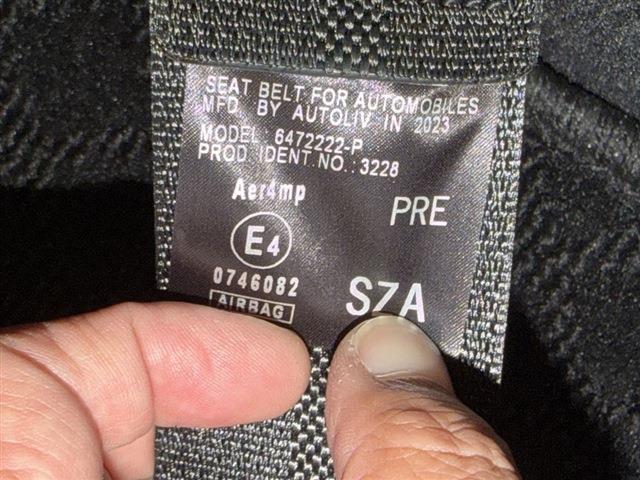 SEAT BELT FOR AUTOMOBILES
MFD. BY AUTOLIV IN 2023
MODEL: 6472222-P
PROD. IDENT.NO.:3228
Aer4mp
PRE
E4
0746082
SZA
AIRBAG